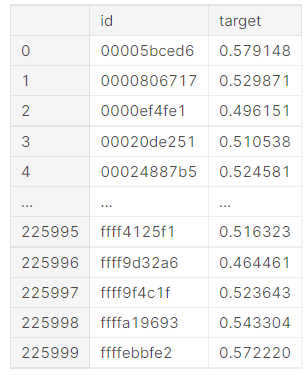 id target
0 00005bced6 0.579148
1 0000806717 0.529871
2 0000ef4fe1 0.496151
3 00020de251 0.510538
4 00024887b5 0.524581
... ... ...
225995 ffff4125f1 0.516323
225996 ffff9d32a6 0.464461
225997 ffff9f4c1f 0.523643
225998 ffffa19693 0.543304
225999 ffffebbfe2 0.572220